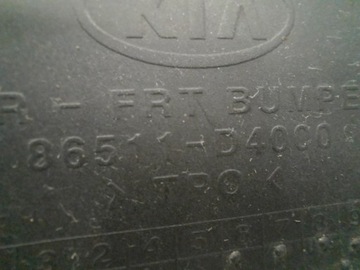 KIA
R - FRT BUMPE
86511-D4000
>TPO<